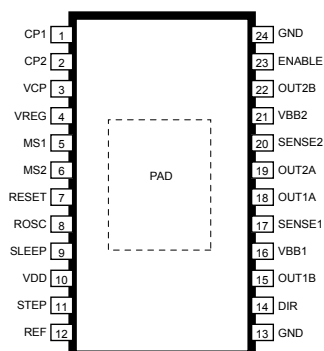 CP1 1
CP2 2
VCP 3
VREG 4
MS1 5
MS2 6
RESET 7
ROSC 8
SLEEP 9
VDD 10
STEP 11
REF 12
PAD
24 GND
23 ENABLE
22 OUT2B
21 VBB2
20 SENSE2
19 OUT2A
18 OUT1A
17 SENSE1
16 VBB1
15 OUT1B
14 DIR
13 GND